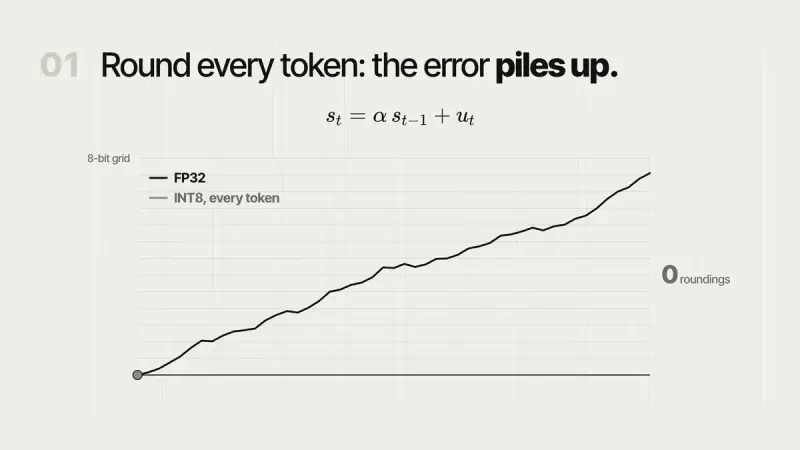 01 Round every token: the error piles up.
s_t = α s_{t−1} + u_t
8-bit grid
FP32
INT8, every token
0 roundings